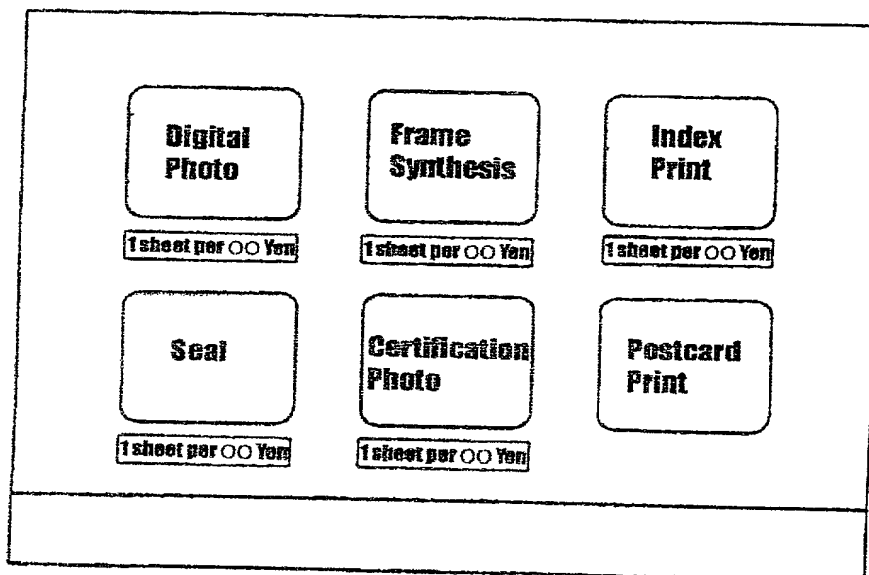 Digital
Photo
Frame
Synthesis
Index
Print
1 sheet per ○○ Yen
1 sheet per ○○ Yen
1 sheet per ○○ Yen
Seal
Certification
Photo
Postcard
Print
1 sheet per ○○ Yen
1 sheet per ○○ Yen